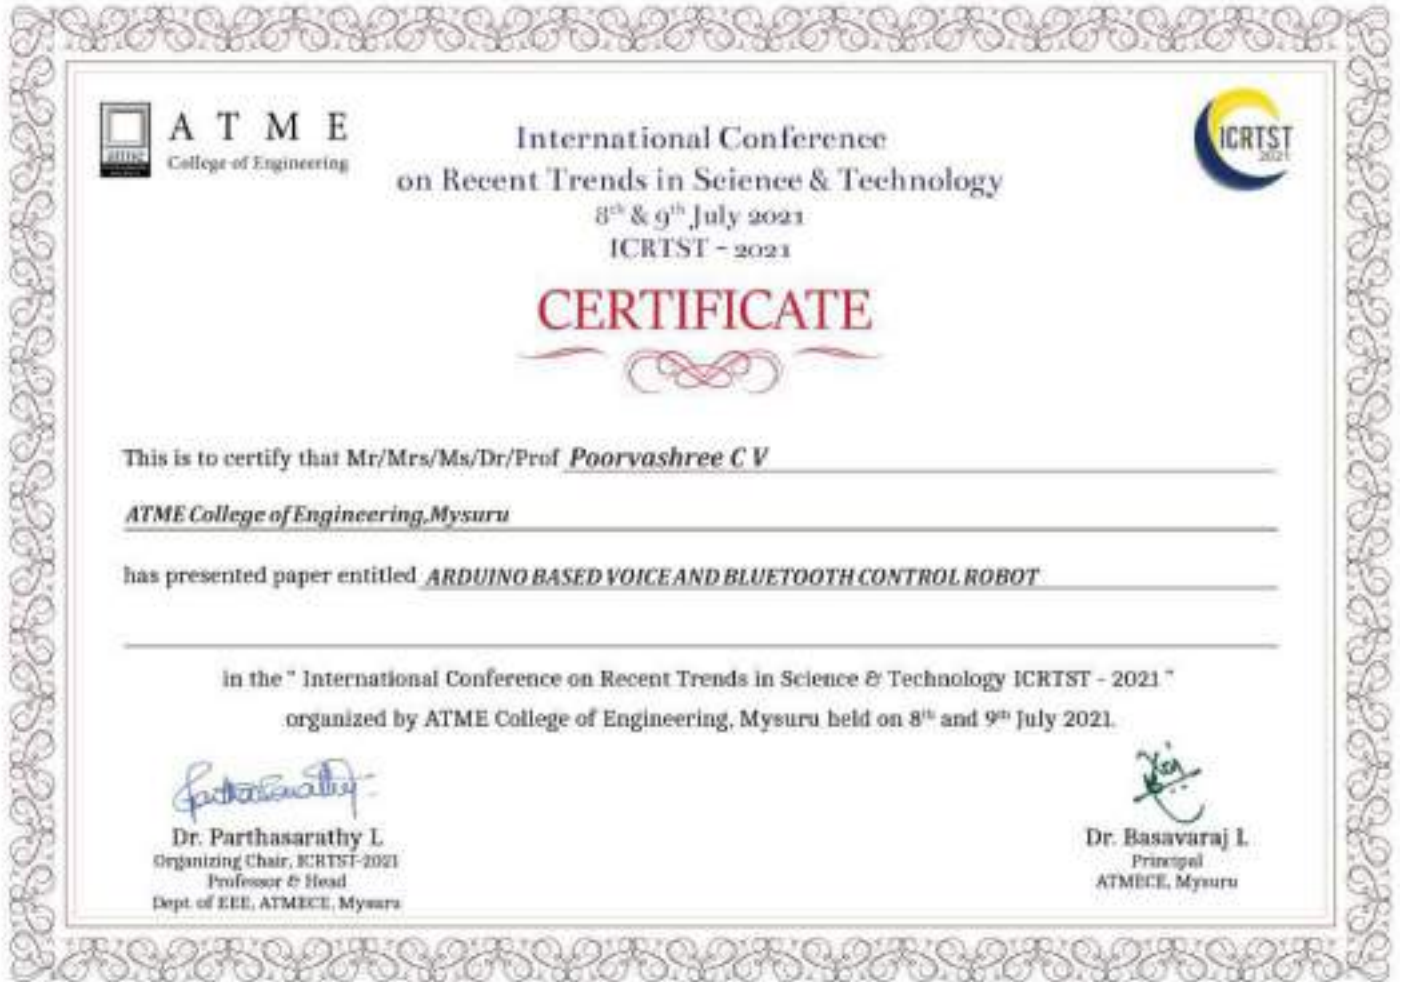 A T M E
College of Engineering
atme
ICRTST
2021
International Conference
on Recent Trends in Science & Technology
8th & 9th July 2021
ICRTST - 2021
CERTIFICATE
This is to certify that Mr/Mrs/Ms/Dr/Prof Poorvashree C V
ATME College of Engineering,Mysuru
has presented paper entitled ARDUINO BASED VOICE AND BLUETOOTH CONTROL ROBOT
in the " International Conference on Recent Trends in Science & Technology ICRTST - 2021 "
organized by ATME College of Engineering, Mysuru held on 8th and 9th July 2021.
Parthasarathy
Dr. Parthasarathy L
Organizing Chair, ICRTST-2021
Professor & Head
Dept. of EEE, ATMECE, Mysuru
Dr. Basavaraj L
Principal
ATMECE, Mysuru